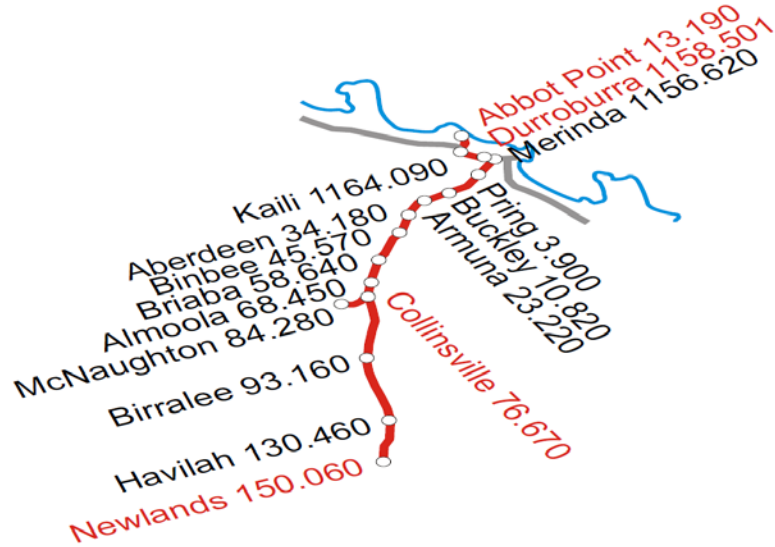 Abbot Point 13.190
Durroburra 1158.501
Merinda 1156.620
Kaili 1164.090
Pring 3.900
Buckley 10.820
Armuna 23.220
Aberdeen 34.180
Binbee 45.570
Briaba 58.640
Almoola 68.450
McNaughton 84.280
Collinsville 76.670
Birralee 93.160
Havilah 130.460
Newlands 150.060